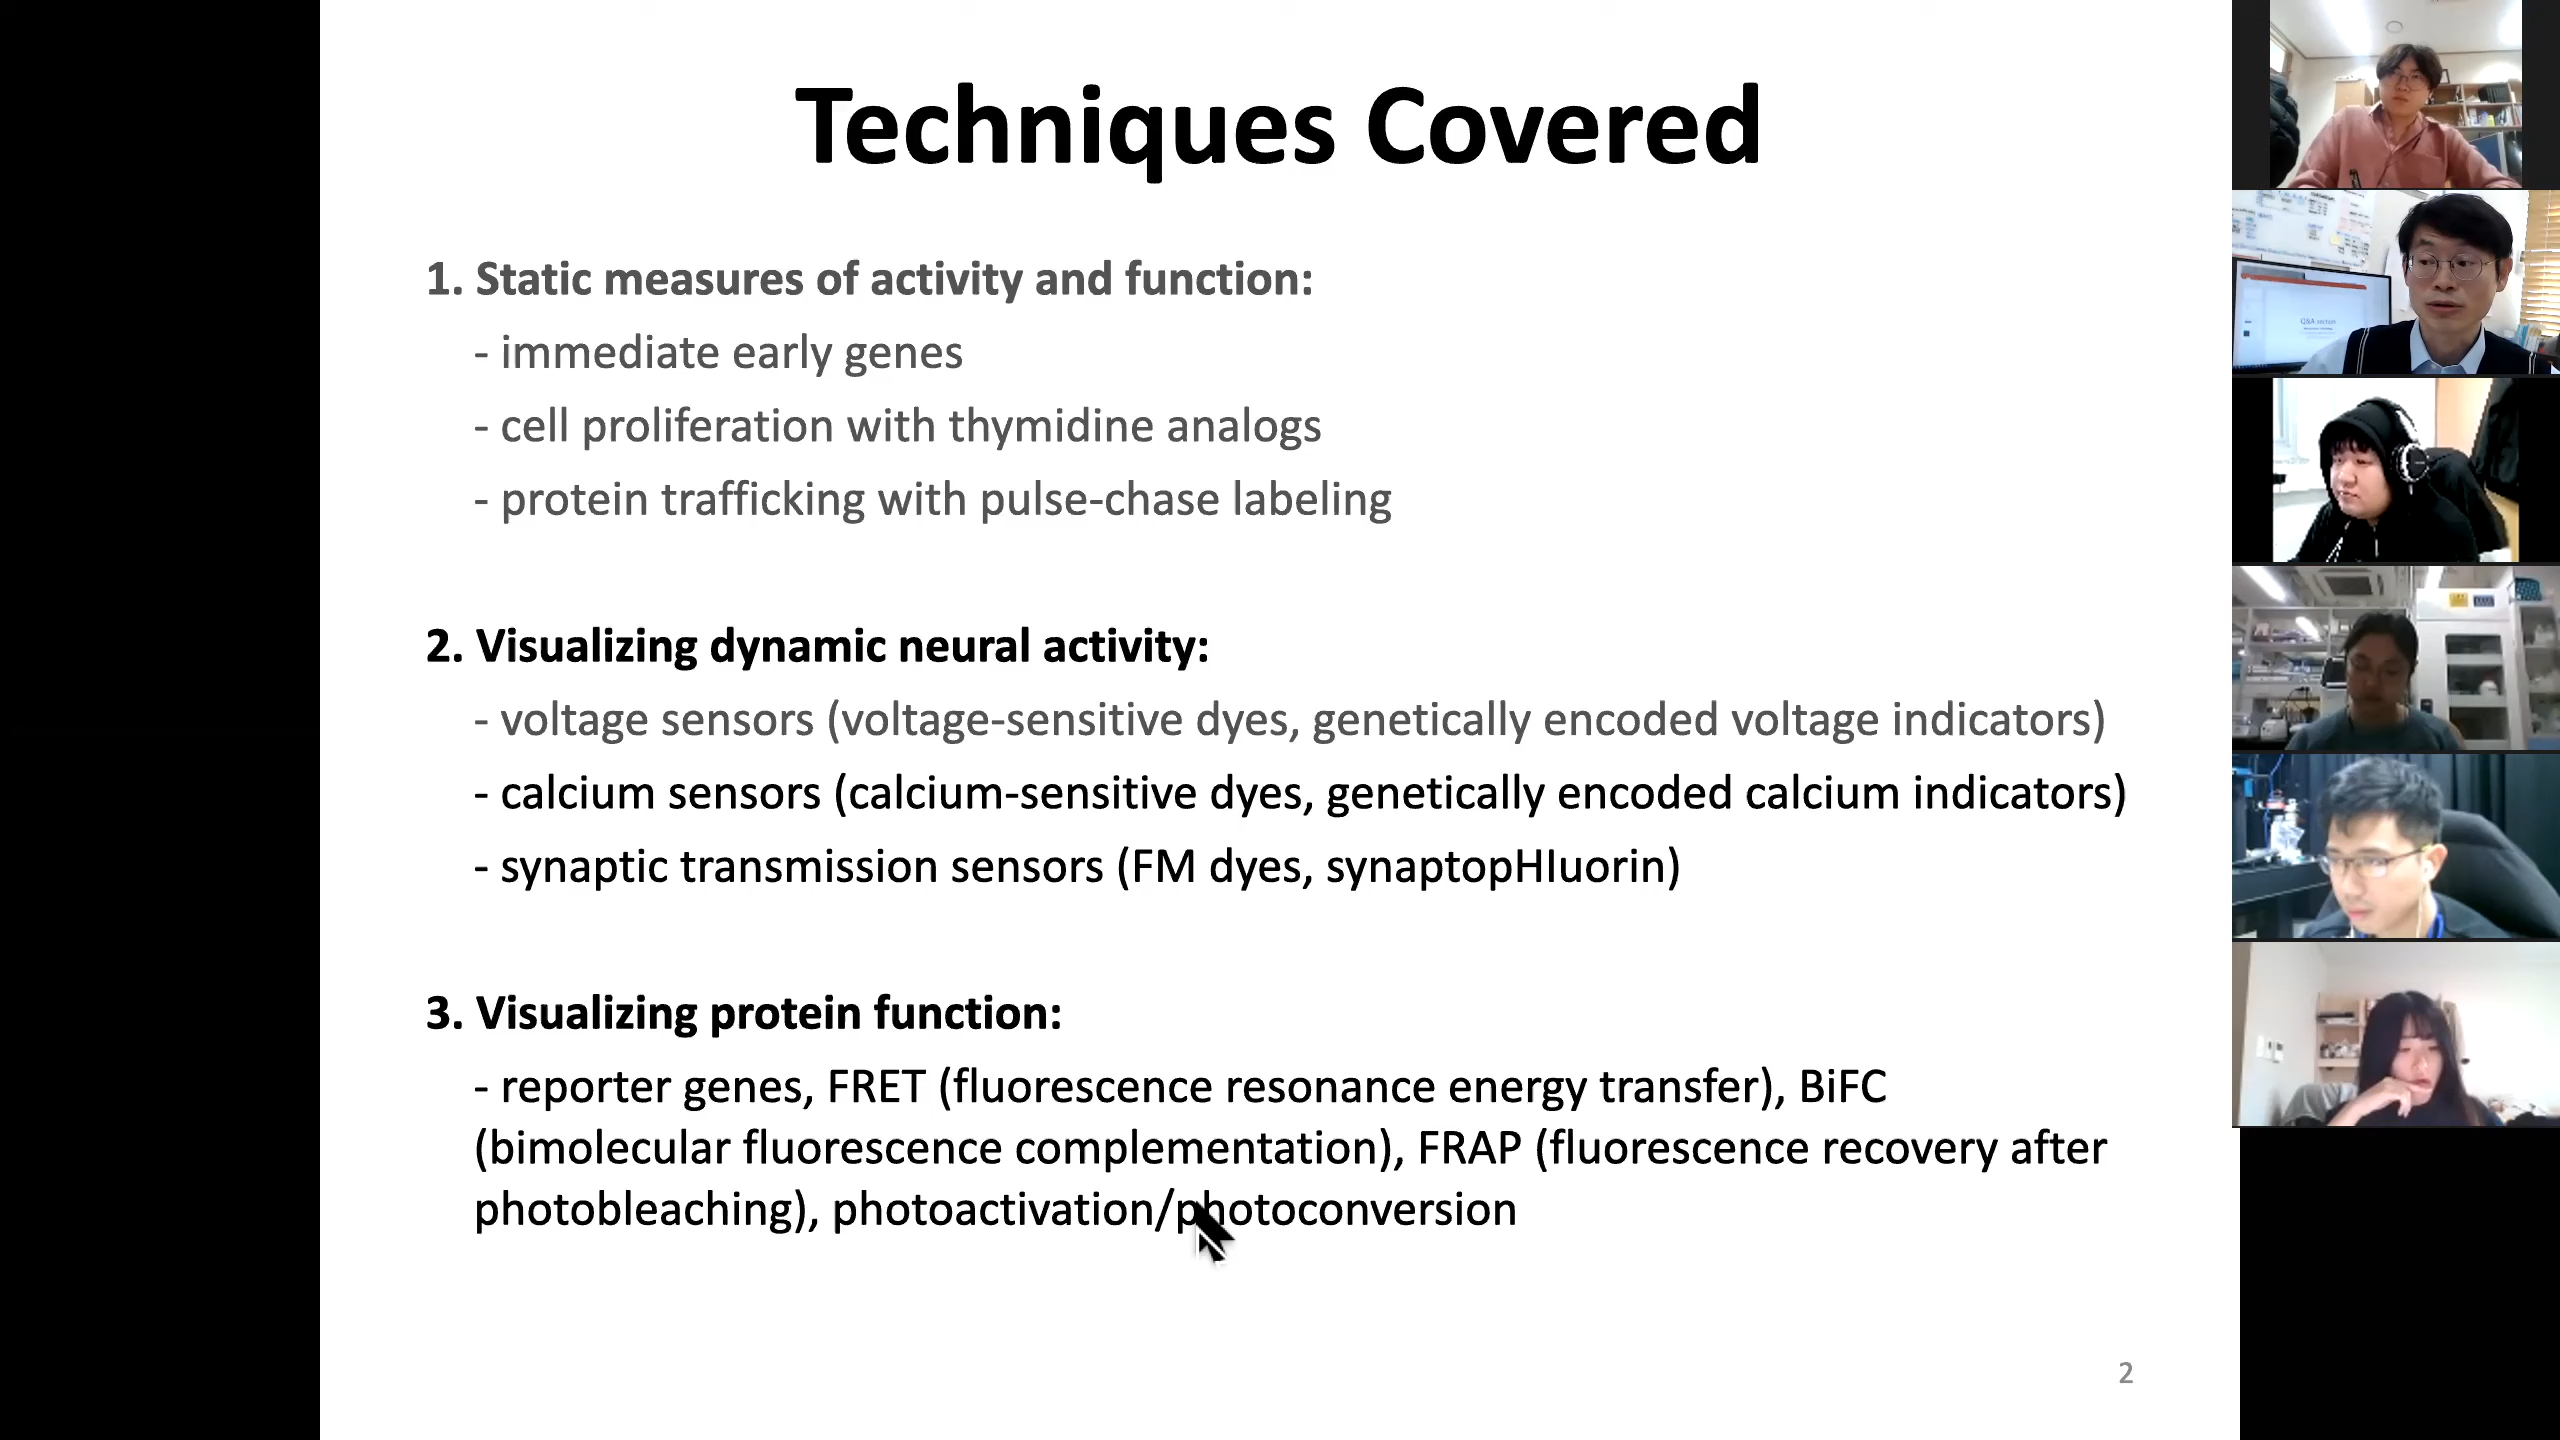 Techniques Covered
1. Static measures of activity and function:
- immediate early genes
- cell proliferation with thymidine analogs
- protein trafficking with pulse-chase labeling
2. Visualizing dynamic neural activity:
- voltage sensors (voltage-sensitive dyes, genetically encoded voltage indicators)
- calcium sensors (calcium-sensitive dyes, genetically encoded calcium indicators)
- synaptic transmission sensors (FM dyes, synaptopHluorin)
3. Visualizing protein function:
- reporter genes, FRET (fluorescence resonance energy transfer), BiFC
(bimolecular fluorescence complementation), FRAP (fluorescence recovery after
photobleaching), photoactivation/photoconversion
2
Q&A section